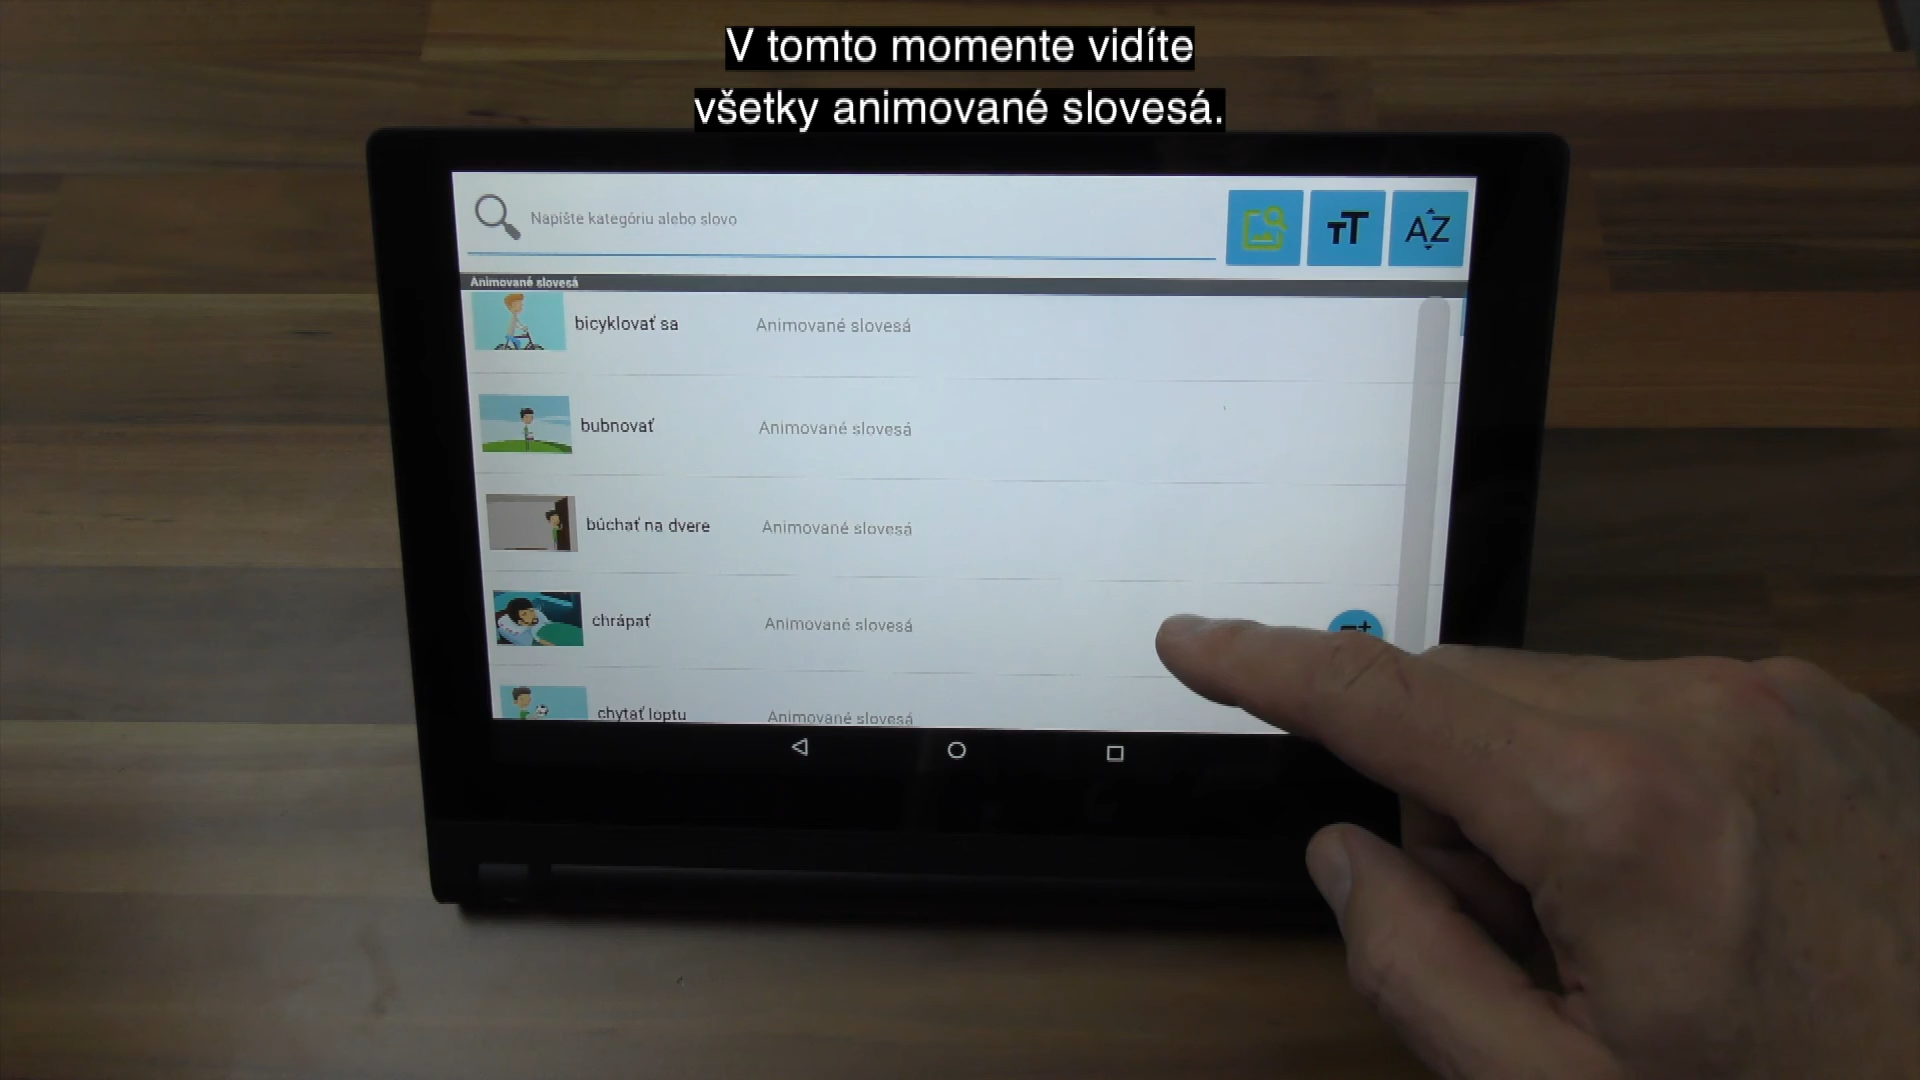 V tomto momente vidíte
všetky animované slovesá.
Napíšte kategóriu alebo slovo
TT
AZ
Animované slovesá
bicyklovať sa Animované slovesá
bubnovať Animované slovesá
búchať na dvere Animované slovesá
chrápať Animované slovesá
chytať loptu Animované slovesá